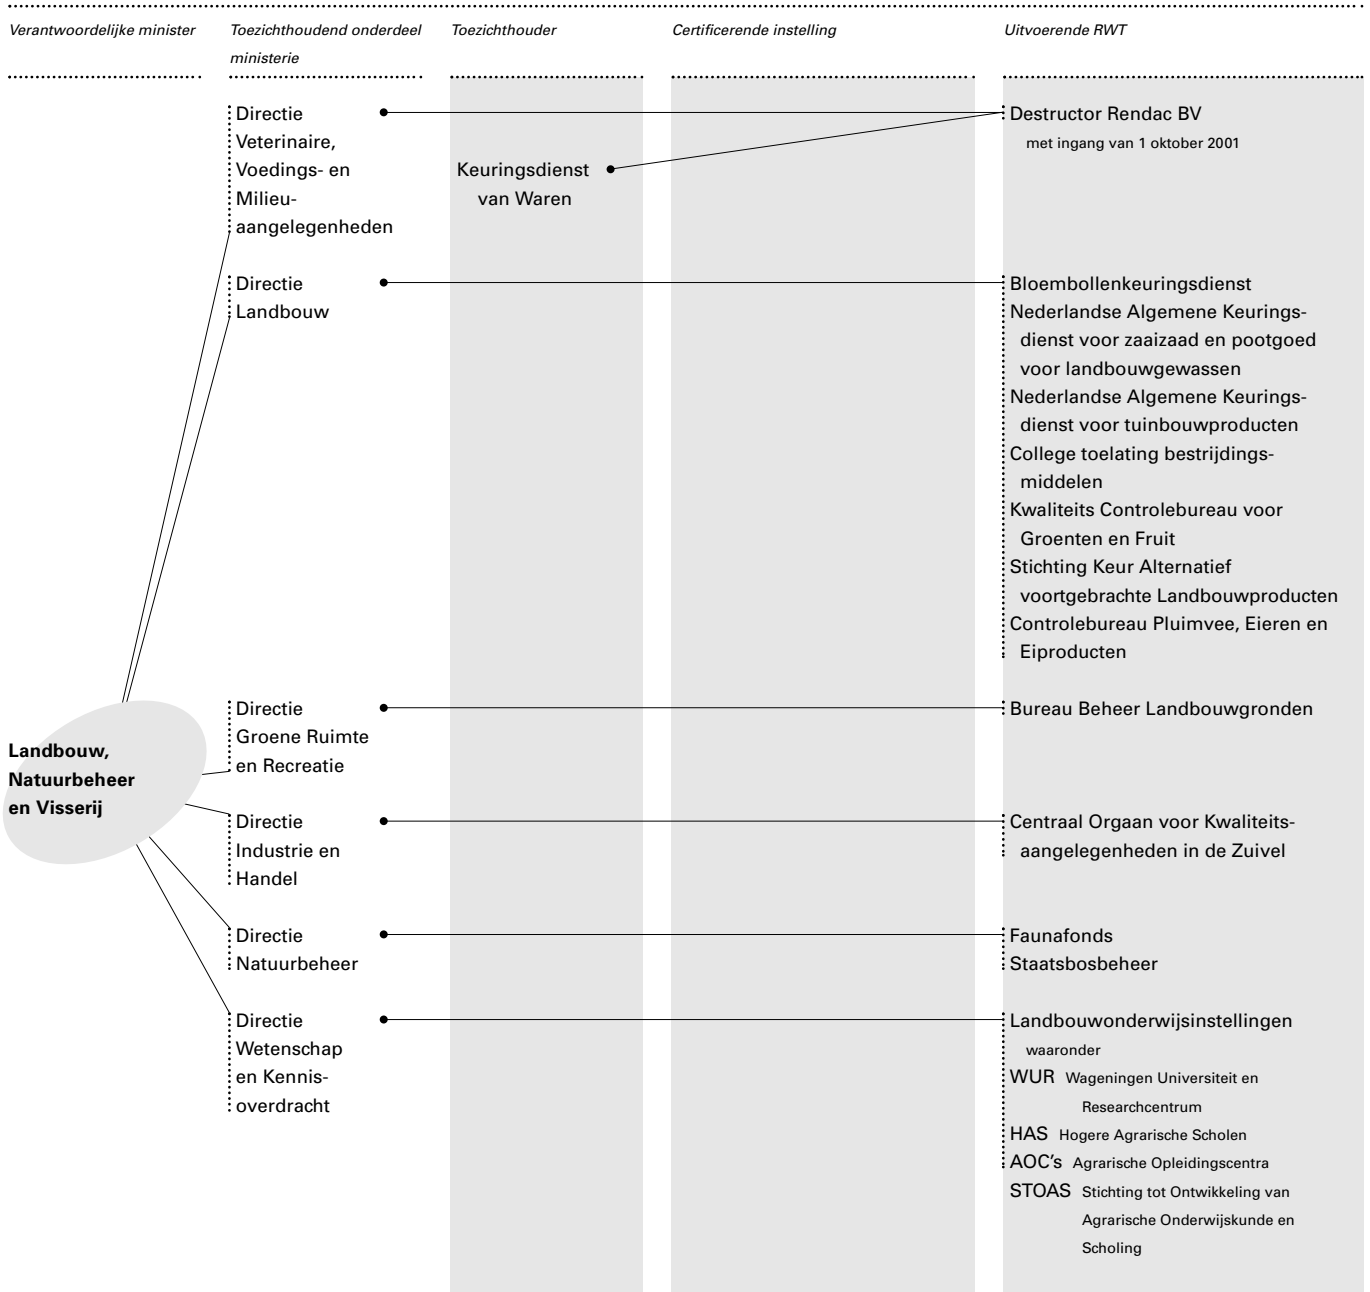 Verantwoordelijke minister
Toezichthoudend onderdeel
ministerie
Toezichthouder
Certificerende instelling
Uitvoerende RWT
Landbouw,
Natuurbeheer
en Visserij
Directie
Veterinaire,
Voedings- en
Milieu-
aangelegenheden
Keuringsdienst
van Waren
Destructor Rendac BV
met ingang van 1 oktober 2001
Directie
Landbouw
Bloembollenkeuringsdienst
Nederlandse Algemene Keurings-
dienst voor zaaizaad en pootgoed
voor landbouwgewassen
Nederlandse Algemene Keurings-
dienst voor tuinbouwproducten
College toelating bestrijdings-
middelen
Kwaliteits Controlebureau voor
Groenten en Fruit
Stichting Keur Alternatief
voortgebrachte Landbouwproducten
Controlebureau Pluimvee, Eieren en
Eiproducten
Directie
Groene Ruimte
en Recreatie
Bureau Beheer Landbouwgronden
Directie
Industrie en
Handel
Centraal Orgaan voor Kwaliteits-
aangelegenheden in de Zuivel
Directie
Natuurbeheer
Faunafonds
Staatsbosbeheer
Directie
Wetenschap
en Kennis-
overdracht
Landbouwonderwijsinstellingen
waaronder
WUR Wageningen Universiteit en
Researchcentrum
HAS Hogere Agrarische Scholen
AOC's Agrarische Opleidingscentra
STOAS Stichting tot Ontwikkeling van
Agrarische Onderwijskunde en
Scholing